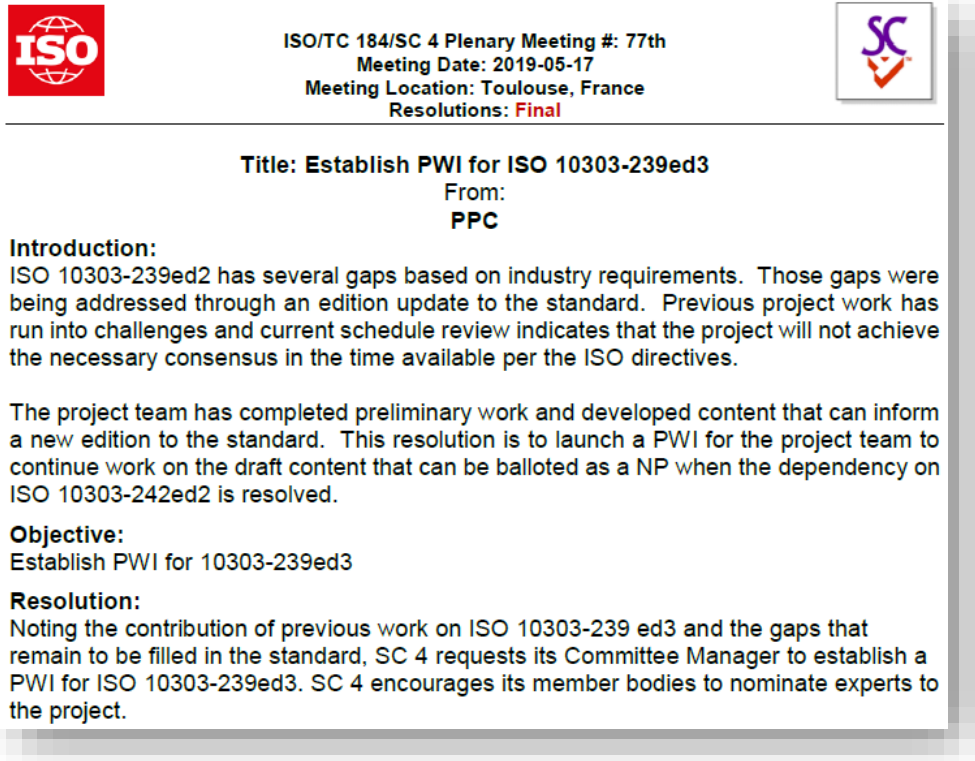 ISO
ISO/TC 184/SC 4 Plenary Meeting #: 77th
Meeting Date: 2019-05-17
Meeting Location: Toulouse, France
Resolutions: Final
SC
TM
Title: Establish PWI for ISO 10303-239ed3
From:
PPC
Introduction:
ISO 10303-239ed2 has several gaps based on industry requirements.  Those gaps were
being addressed through an edition update to the standard.  Previous project work has
run into challenges and current schedule review indicates that the project will not achieve
the necessary consensus in the time available per the ISO directives.
The project team has completed preliminary work and developed content that can inform
a new edition to the standard.  This resolution is to launch a PWI for the project team to
continue work on the draft content that can be balloted as a NP when the dependency on
ISO 10303-242ed2 is resolved.
Objective:
Establish PWI for 10303-239ed3
Resolution:
Noting the contribution of previous work on ISO 10303-239 ed3 and the gaps that
remain to be filled in the standard, SC 4 requests its Committee Manager to establish a
PWI for ISO 10303-239ed3. SC 4 encourages its member bodies to nominate experts to
the project.